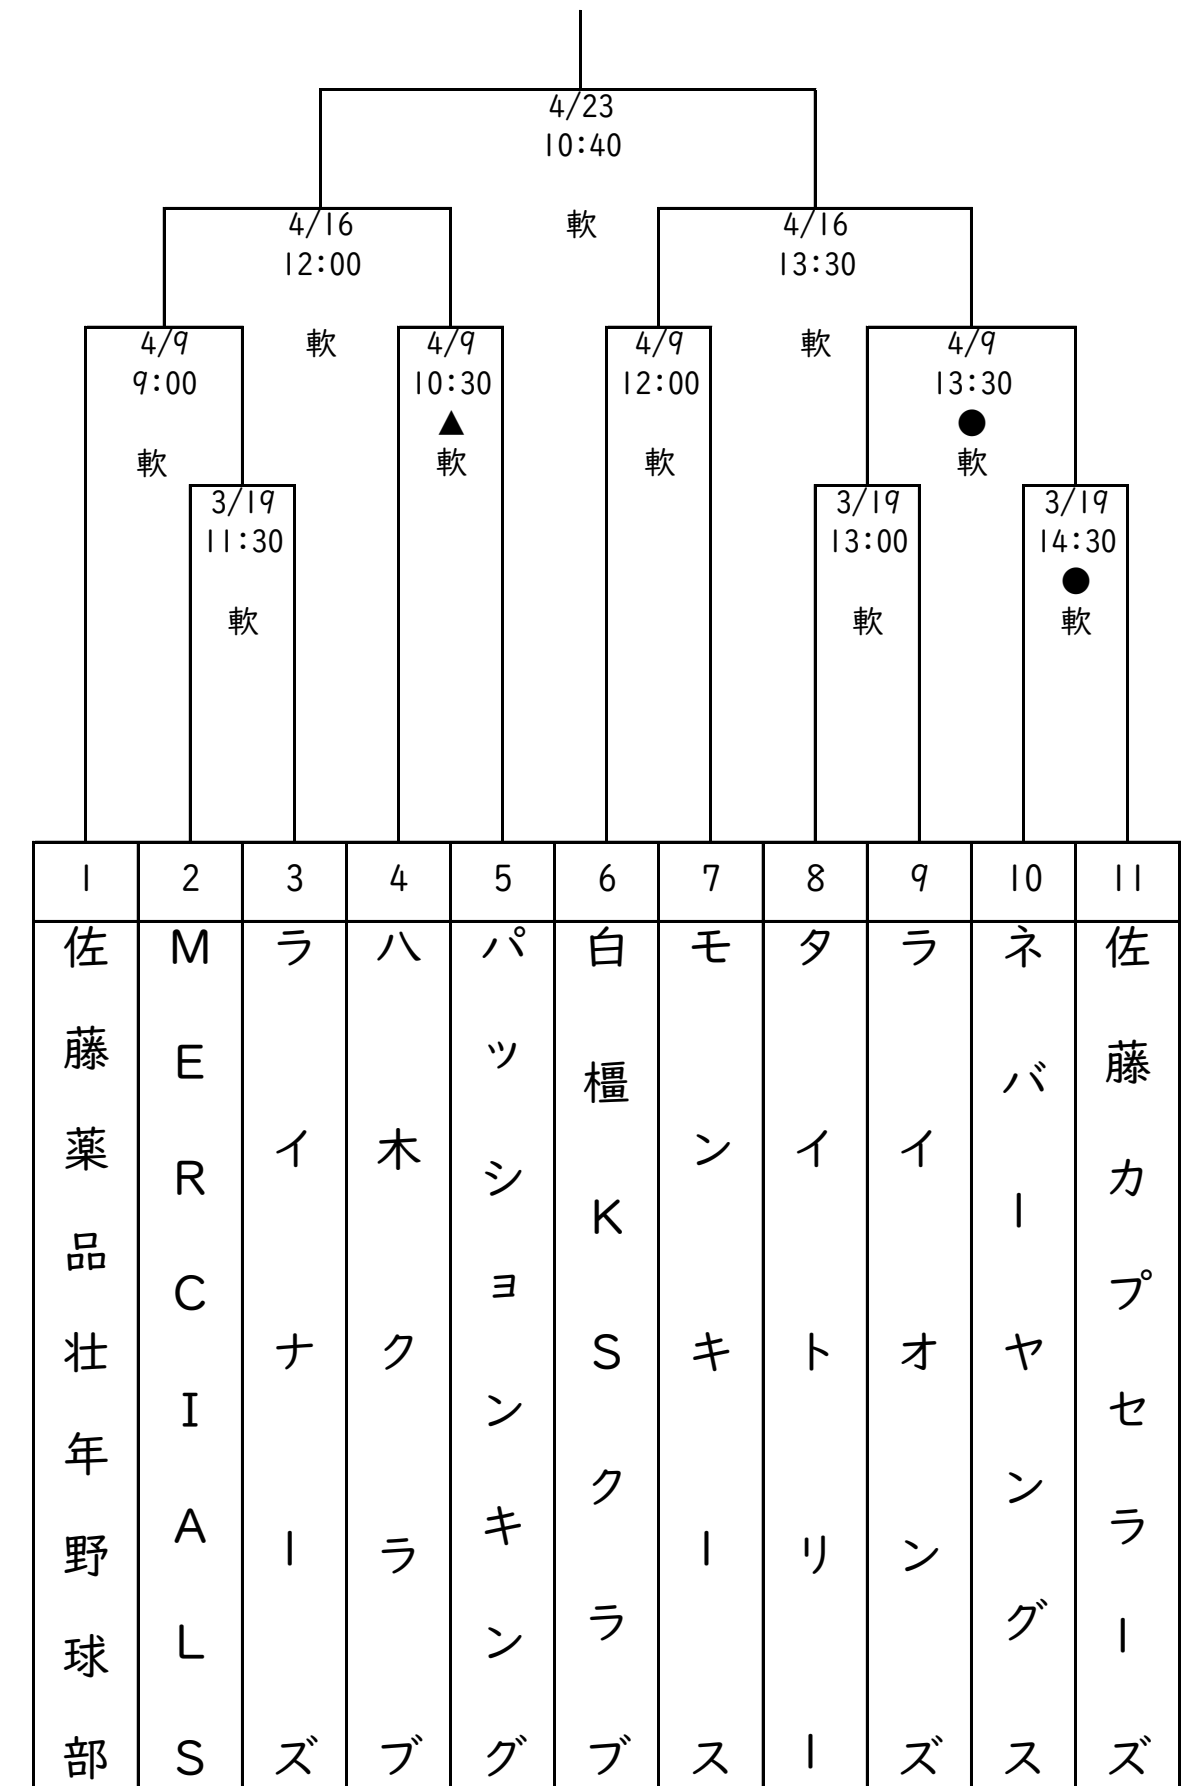 4/23
10:40
軟
4/16
12:00
軟
4/16
13:30
軟
4/9
9:00
軟
4/9
10:30
▲
軟
4/9
12:00
軟
4/9
13:30
●
軟
3/19
11:30
軟
3/19
13:00
軟
3/19
14:30
●
軟
1
2
3
4
5
6
7
8
9
10
11
佐藤薬品壮年野球部
MERCIALS
ライナーズ
八木クラブ
パッションキング
白橿KSクラブ
モンキース
タイトリー
ライオンズ
ネバーヤングス
佐藤カプセラーズ